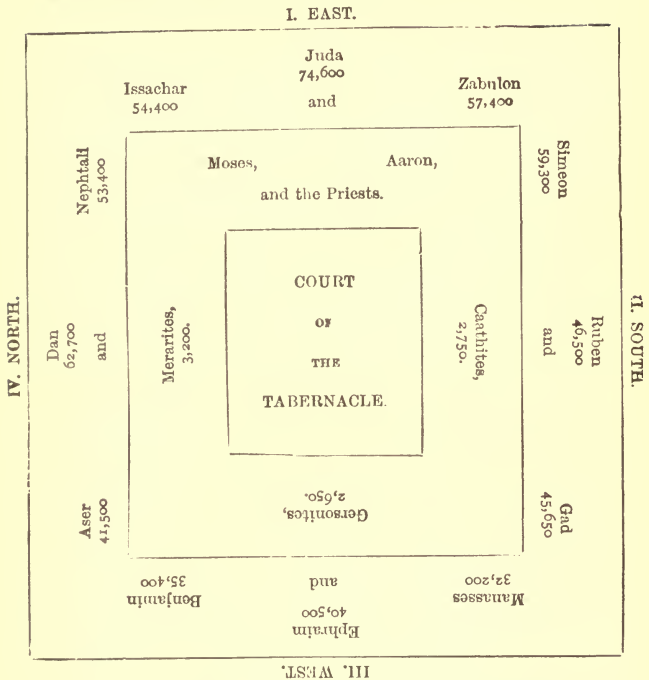 I. EAST.
Juda
74,600
and
Issachar
54,400
Zabulon
57,400
Nephtali
53,400
Simeon
59,300
Moses, Aaron,
and the Priests.
COURT
OF
THE
TABERNACLE.
IV. NORTH.
Dan
62,700
and
Merarites,
3,200.
Caathites,
2,750.
Ruben
46,500
and
II. SOUTH.
Aser
41,500
Gersonites,
2,650.
Gad
45,650
Benjamin
35,400
and
Ephraim
40,500
Manasses
32,200
III. WEST.